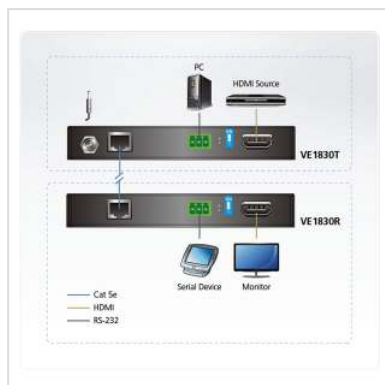 PC
HDMI Source
VE1830T
VE1830R
Serial Device
Monitor
Cat 5e
HDMI
RS-232